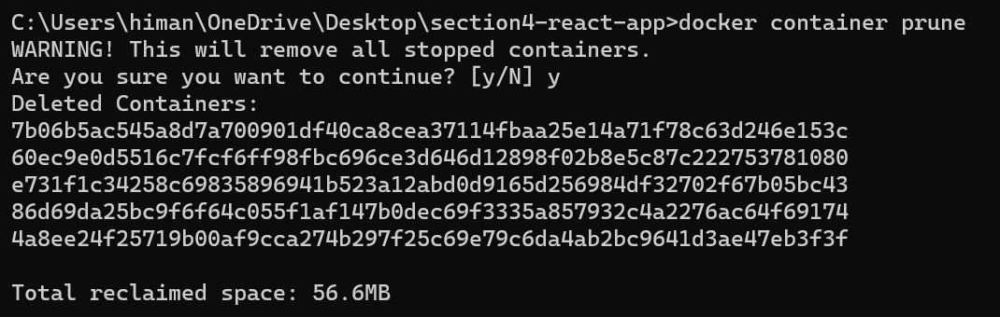 C:\Users\himan\OneDrive\Desktop\section4-react-app>docker container prune
WARNING! This will remove all stopped containers.
Are you sure you want to continue? [y/N] y
Deleted Containers:
7b06b5ac545a8d7a700901df40ca8cea37114fbaa25e14a71f78c63d246e153c
60ec9e0d5516c7fcf6ff98fbc696ce3d646d12898f02b8e5c87c222753781080
e731f1c34258c69835896941b523a12abd0d9165d256984df32702f67b05bc43
86d69da25bc9f6f64c055f1af147b0dec69f3335a857932c4a2276ac64f69174
4a8ee24f25719b00af9cca274b297f25c69e79c6da4ab2bc9641d3ae47eb3f3f
Total reclaimed space: 56.6MB